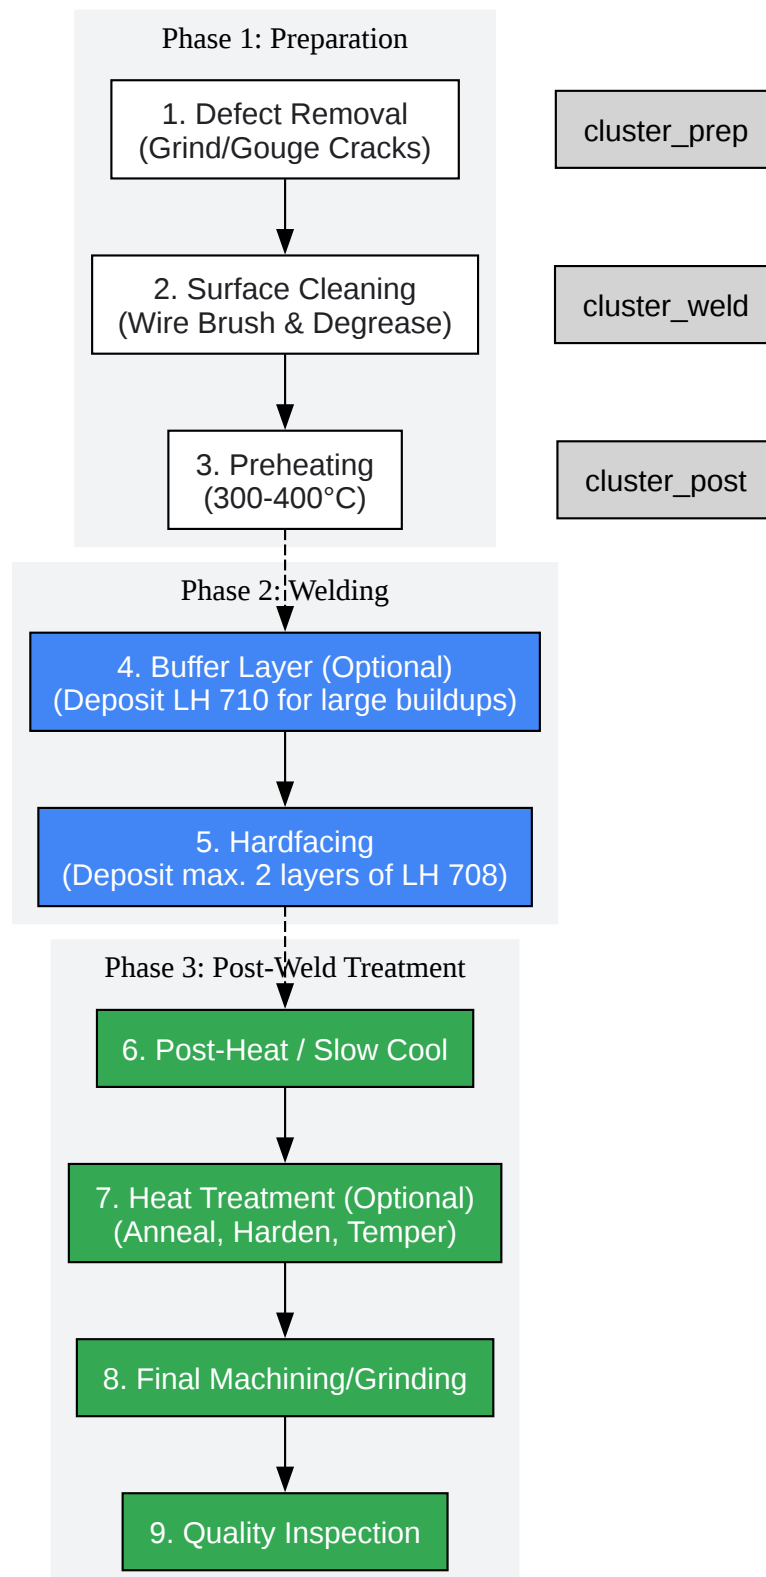 Phase 1: Preparation
1. Defect Removal
(Grind/Gouge Cracks)
cluster_prep
2. Surface Cleaning
(Wire Brush & Degrease)
cluster_weld
3. Preheating
(300-400°C)
cluster_post
Phase 2: Welding
4. Buffer Layer (Optional)
(Deposit LH 710 for large buildups)
5. Hardfacing
(Deposit max. 2 layers of LH 708)
Phase 3: Post-Weld Treatment
6. Post-Heat / Slow Cool
7. Heat Treatment (Optional)
(Anneal, Harden, Temper)
8. Final Machining/Grinding
9. Quality Inspection